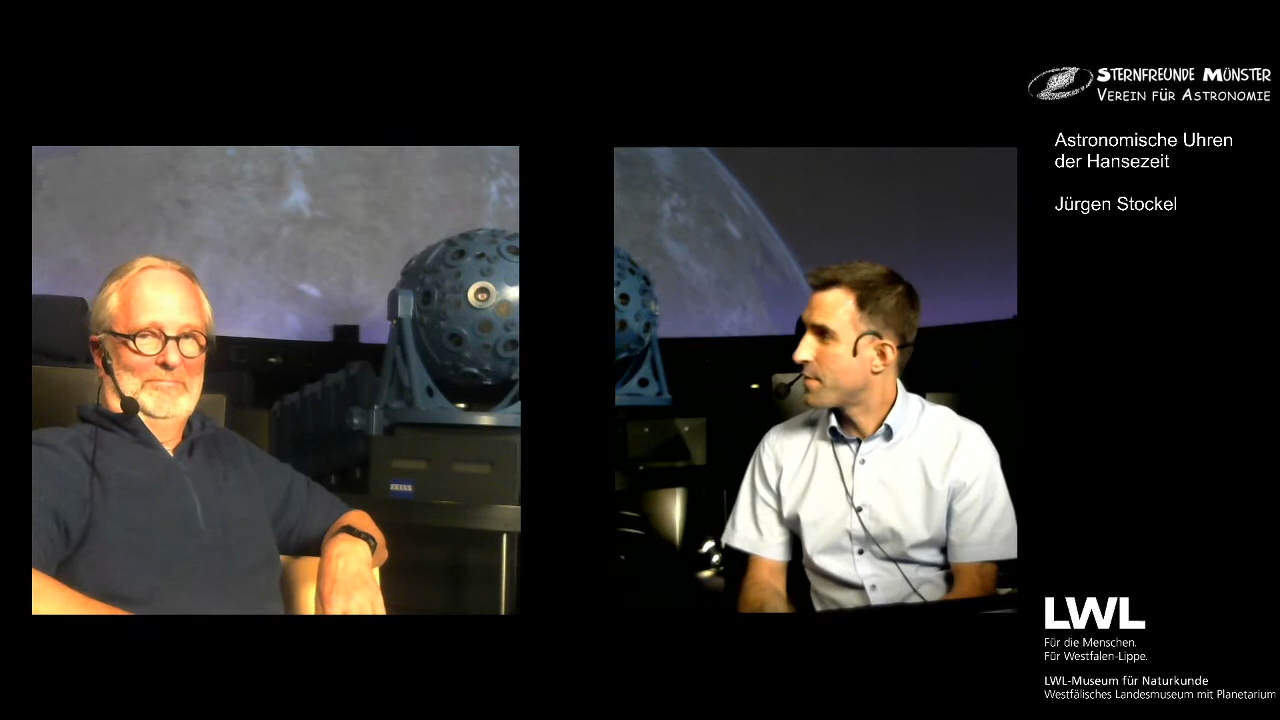 STERNFREUNDE MÜNSTER
VEREIN FÜR ASTRONOMIE
Astronomische Uhren
der Hansezeit
Jürgen Stockel
ZEISS
LWL
Für die Menschen.
Für Westfalen-Lippe.
LWL-Museum für Naturkunde
Westfälisches Landesmuseum mit Planetarium